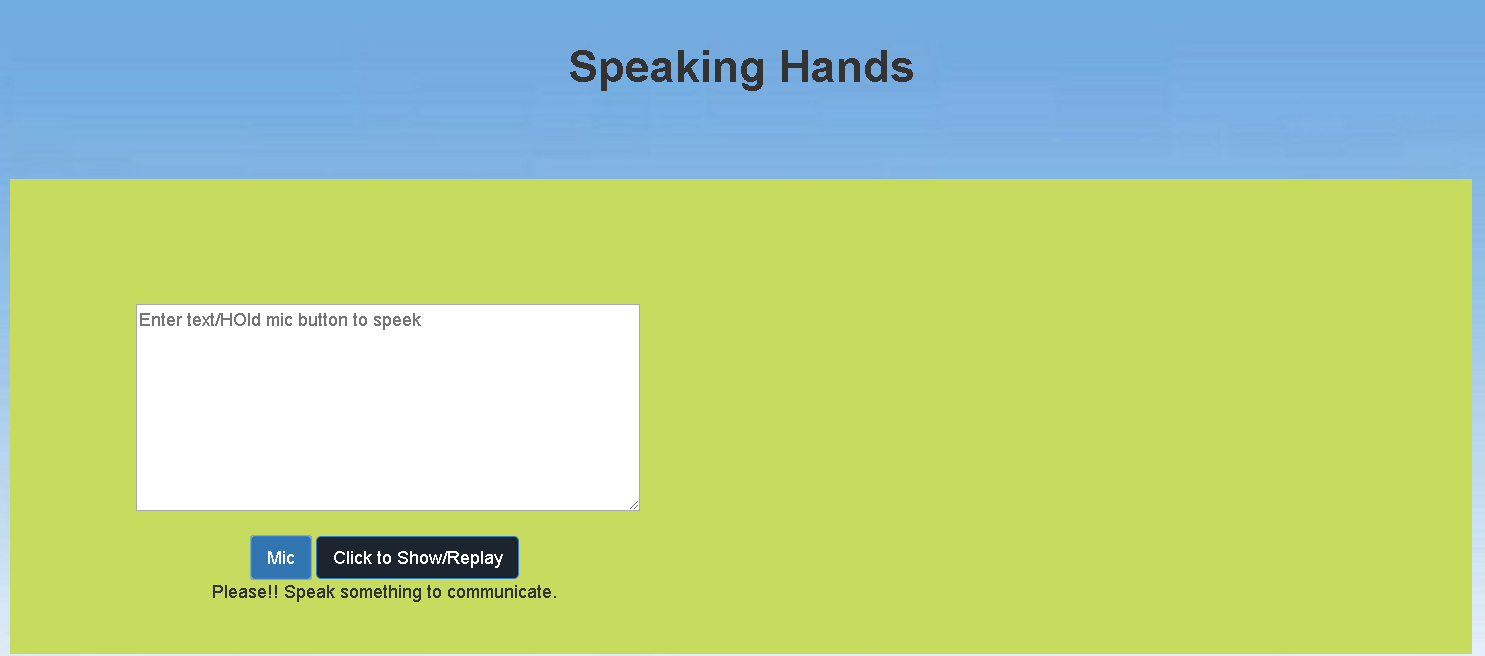 Speaking Hands
Enter text/HOld mic button to speek
Mic Click to Show/Replay
Please!! Speak something to communicate.